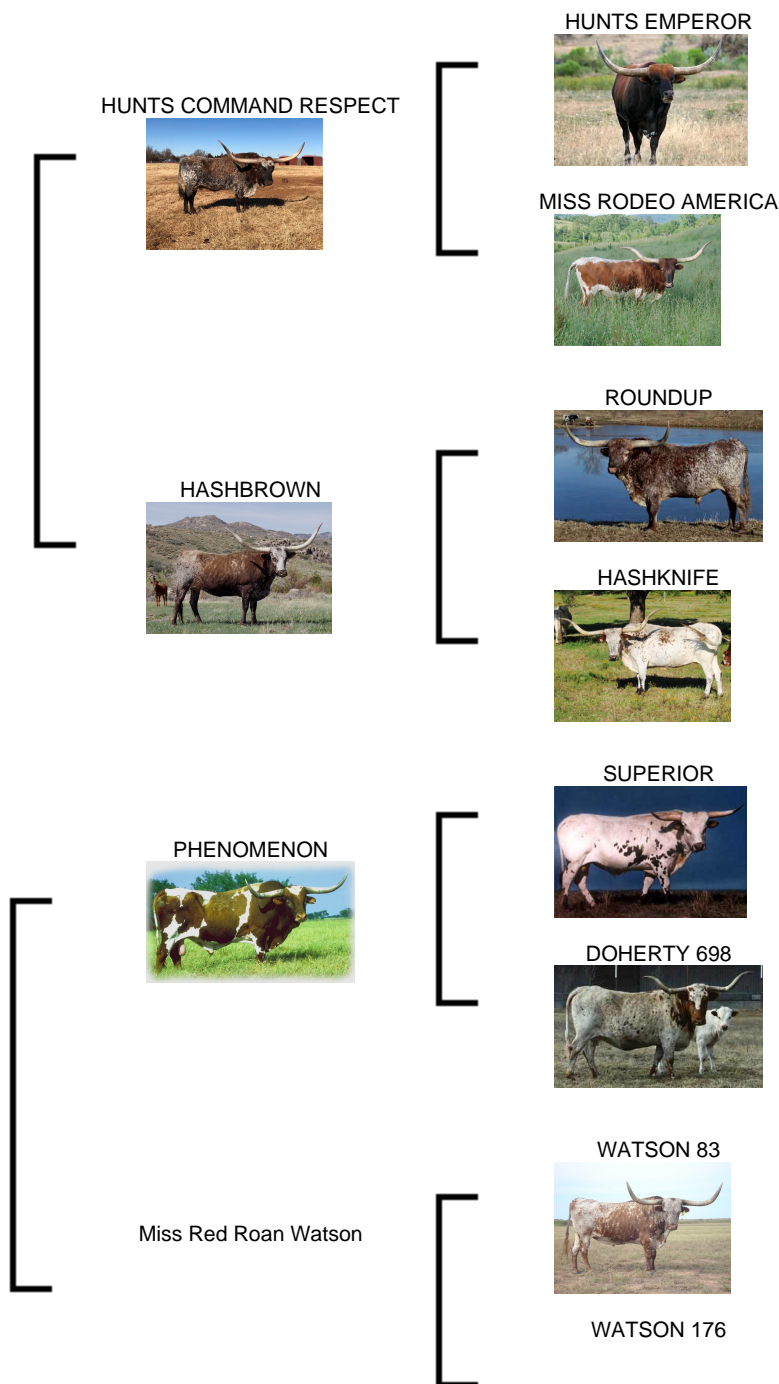 HUNTS EMPEROR
HUNTS COMMAND RESPECT
MISS RODEO AMERICA
ROUNDUP
HASHBROWN
HASHKNIFE
SUPERIOR
PHENOMENON
DOHERTY 698
WATSON 83
Miss Red Roan Watson
WATSON 176